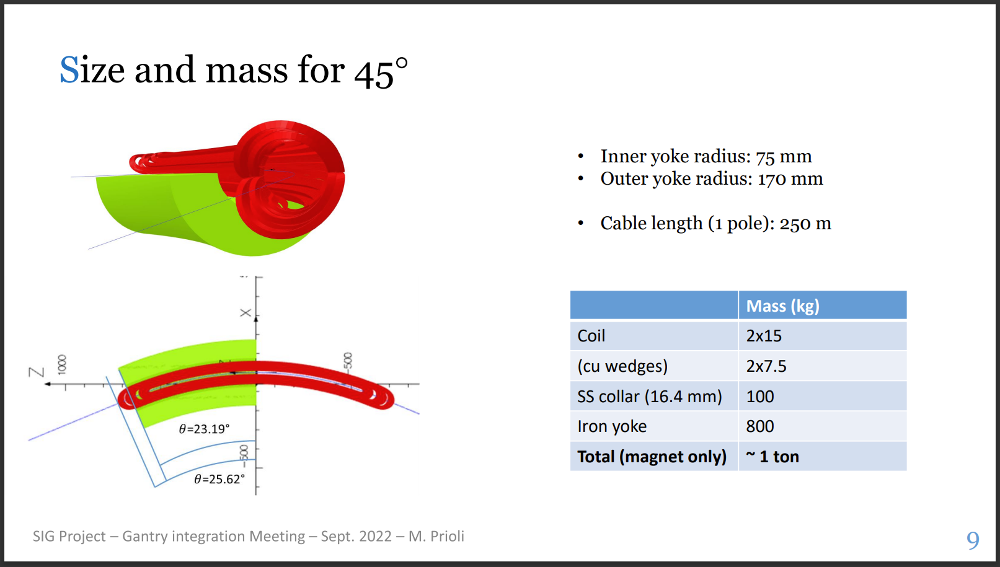 Size and mass for 45°
• Inner yoke radius: 75 mm
• Outer yoke radius: 170 mm
• Cable length (1 pole): 250 m
X
Z
1000
Z
-500
θ=23.19°
-500
θ=25.62°
Mass (kg)
Coil 2x15
(cu wedges) 2x7.5
SS collar (16.4 mm) 100
Iron yoke 800
Total (magnet only) ~ 1 ton
SIG Project – Gantry integration Meeting – Sept. 2022 – M. Prioli
9